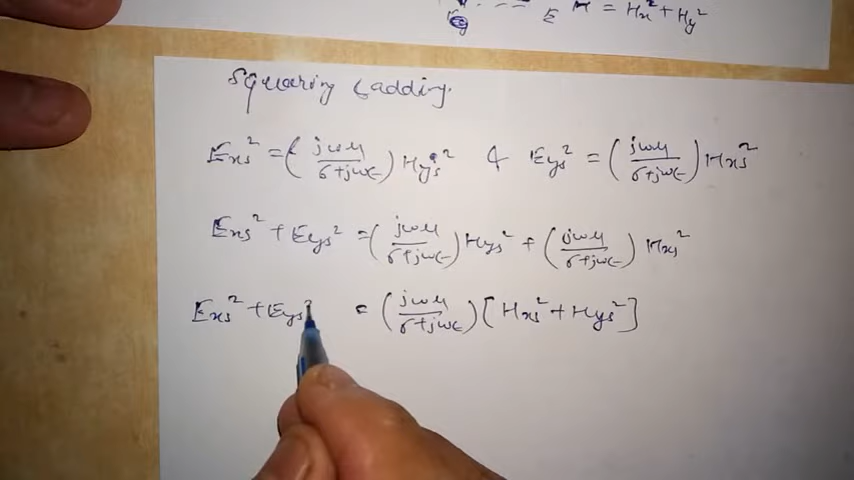 E H = Hx² + Hy²
Squaring & adding
Exs² = (jωμ / σ+jωε) Hys² & Eys² = (jωμ / σ+jωε) Hxs²
Exs² + Eys² = (jωμ / σ+jωε) Hys² + (jωμ / σ+jωε) Hxs²
Exs² + Eys² = (jωμ / σ+jωε) [Hxs² + Hys²]